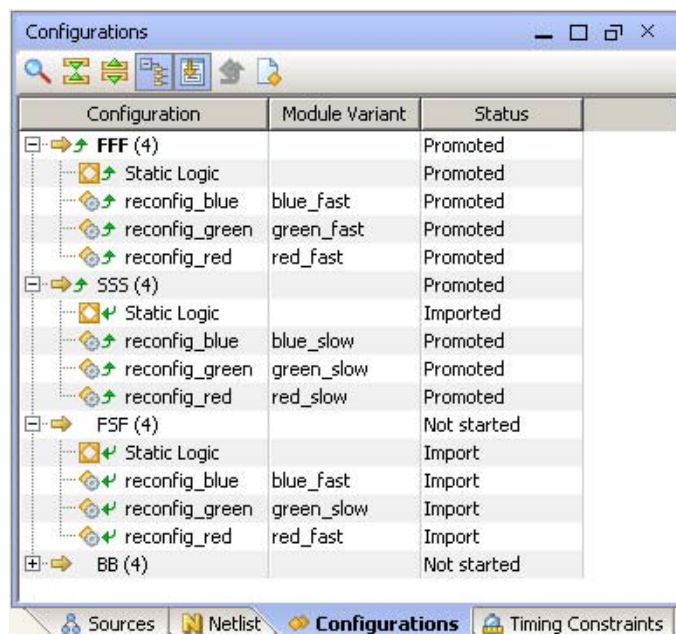 Configurations
Configuration Module Variant Status
FFF (4) Promoted
Static Logic Promoted
reconfig_blue blue_fast Promoted
reconfig_green green_fast Promoted
reconfig_red red_fast Promoted
SSS (4) Promoted
Static Logic Imported
reconfig_blue blue_slow Promoted
reconfig_green green_slow Promoted
reconfig_red red_slow Promoted
FSF (4) Not started
Static Logic Import
reconfig_blue blue_fast Import
reconfig_green green_slow Import
reconfig_red red_fast Import
BB (4) Not started
Sources Netlist Configurations Timing Constraints